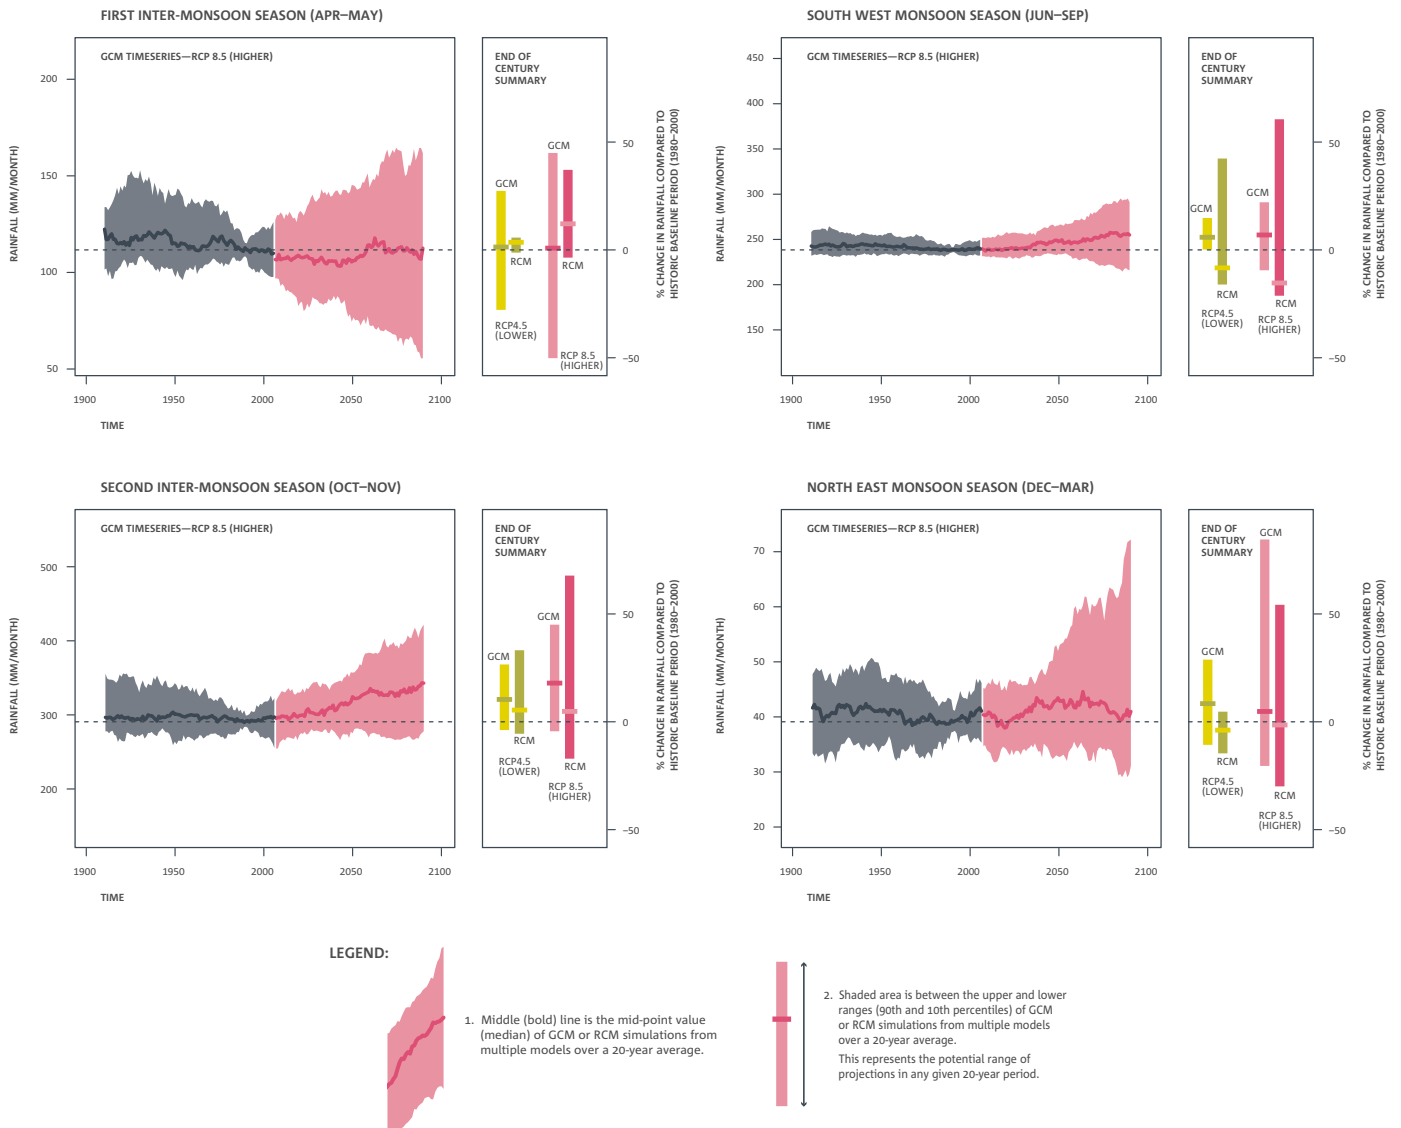 FIRST INTER-MONSOON SEASON (APR–MAY)
GCM TIMESERIES—RCP 8.5 (HIGHER)
RAINFALL (MM/MONTH)
200
150
100
50
1900
1950
2000
2050
2100
TIME
END OF
CENTURY
SUMMARY
GCM
RCM
RCP4.5
(LOWER)
GCM
RCM
RCP 8.5
(HIGHER)
50
0
–50
% CHANGE IN RAINFALL COMPARED TO
HISTORIC BASELINE PERIOD (1980–2000)
SOUTH WEST MONSOON SEASON (JUN–SEP)
GCM TIMESERIES—RCP 8.5 (HIGHER)
RAINFALL (MM/MONTH)
450
400
350
300
250
200
150
1900
1950
2000
2050
2100
TIME
END OF
CENTURY
SUMMARY
GCM
RCM
RCP4.5
(LOWER)
GCM
RCM
RCP 8.5
(HIGHER)
50
0
–50
% CHANGE IN RAINFALL COMPARED TO
HISTORIC BASELINE PERIOD (1980–2000)
SECOND INTER-MONSOON SEASON (OCT–NOV)
GCM TIMESERIES—RCP 8.5 (HIGHER)
RAINFALL (MM/MONTH)
500
400
300
200
1900
1950
2000
2050
2100
TIME
END OF
CENTURY
SUMMARY
GCM
RCM
RCP4.5
(LOWER)
GCM
RCM
RCP 8.5
(HIGHER)
50
0
–50
% CHANGE IN RAINFALL COMPARED TO
HISTORIC BASELINE PERIOD (1980–2000)
NORTH EAST MONSOON SEASON (DEC–MAR)
GCM TIMESERIES—RCP 8.5 (HIGHER)
RAINFALL (MM/MONTH)
70
60
50
40
30
20
1900
1950
2000
2050
2100
TIME
END OF
CENTURY
SUMMARY
GCM
RCM
RCP4.5
(LOWER)
GCM
RCM
RCP 8.5
(HIGHER)
50
0
–50
% CHANGE IN RAINFALL COMPARED TO
HISTORIC BASELINE PERIOD (1980–2000)
LEGEND:
1. Middle (bold) line is the mid-point value
(median) of GCM or RCM simulations from
multiple models over a 20-year average.
2. Shaded area is between the upper and lower
ranges (90th and 10th percentiles) of GCM
or RCM simulations from multiple models
over a 20-year average.
This represents the potential range of
projections in any given 20-year period.